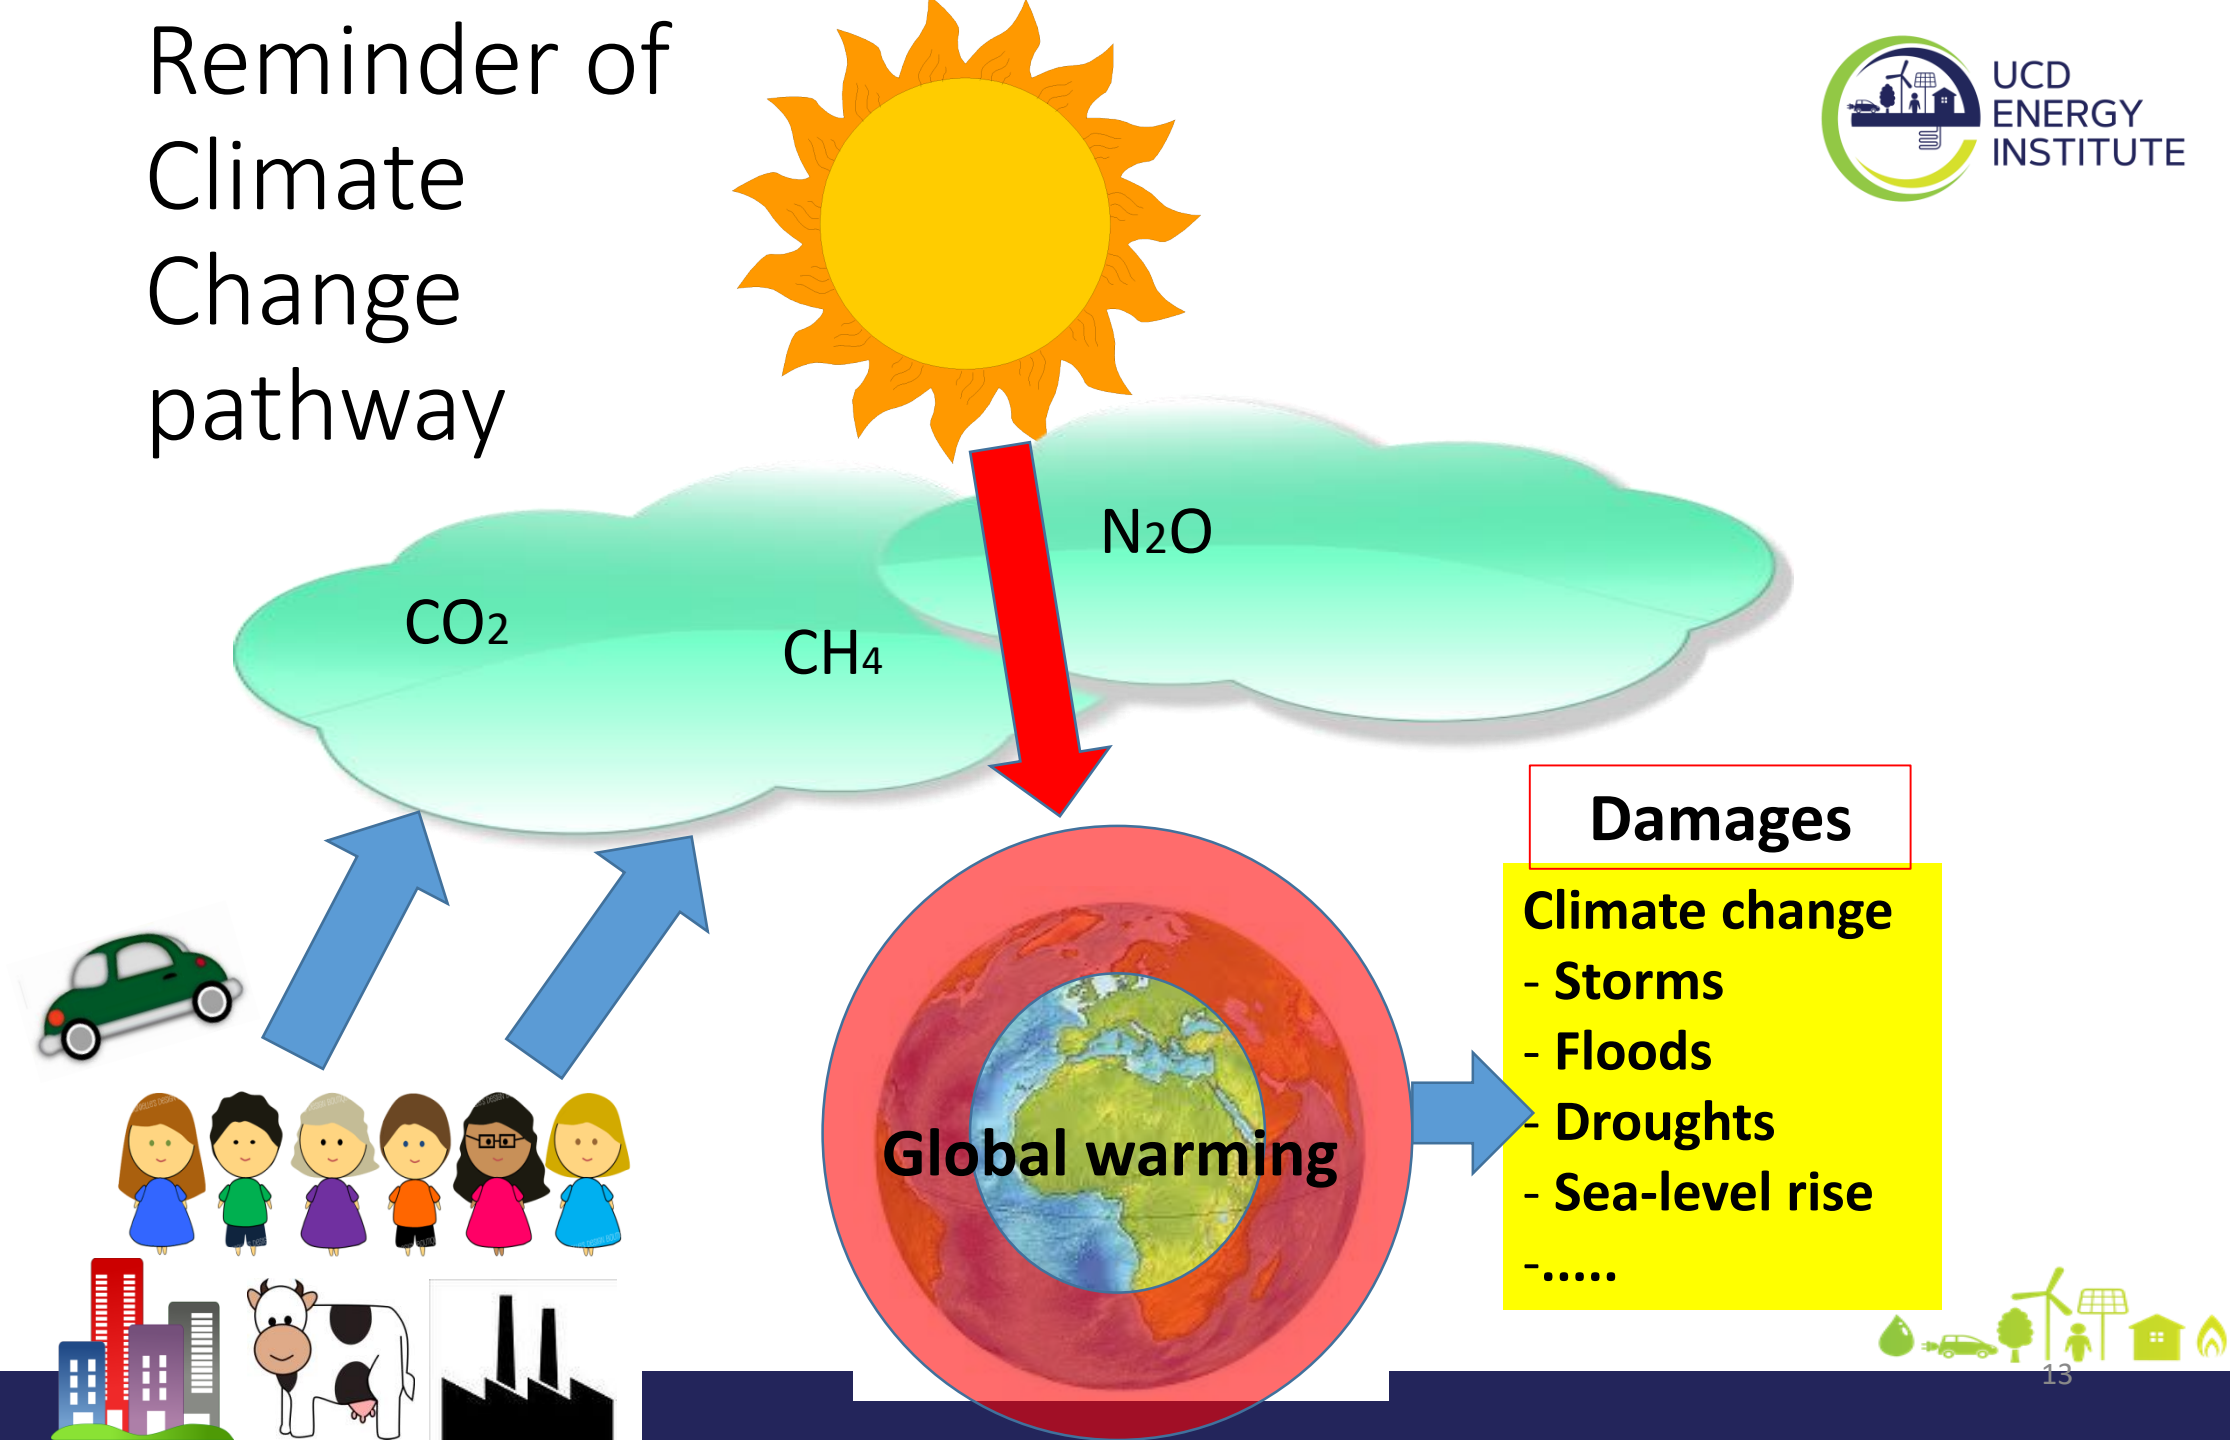 Reminder of
Climate
Change
pathway
UCD
ENERGY
INSTITUTE
N2O
CO2
CH4
Damages
Climate change
- Storms
- Floods
- Droughts
- Sea-level rise
-.....
Global warming
13